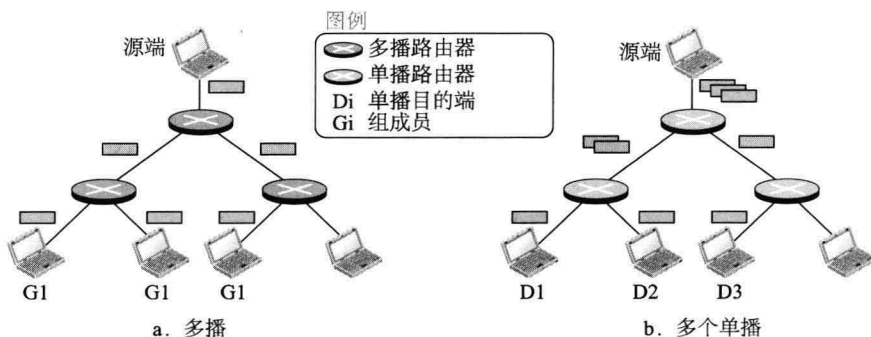 图例
源端
多播路由器
单播路由器
Di 单播目的端
Gi 组成员
源端
G1 G1 G1
D1 D2 D3
a. 多播
b. 多个单播